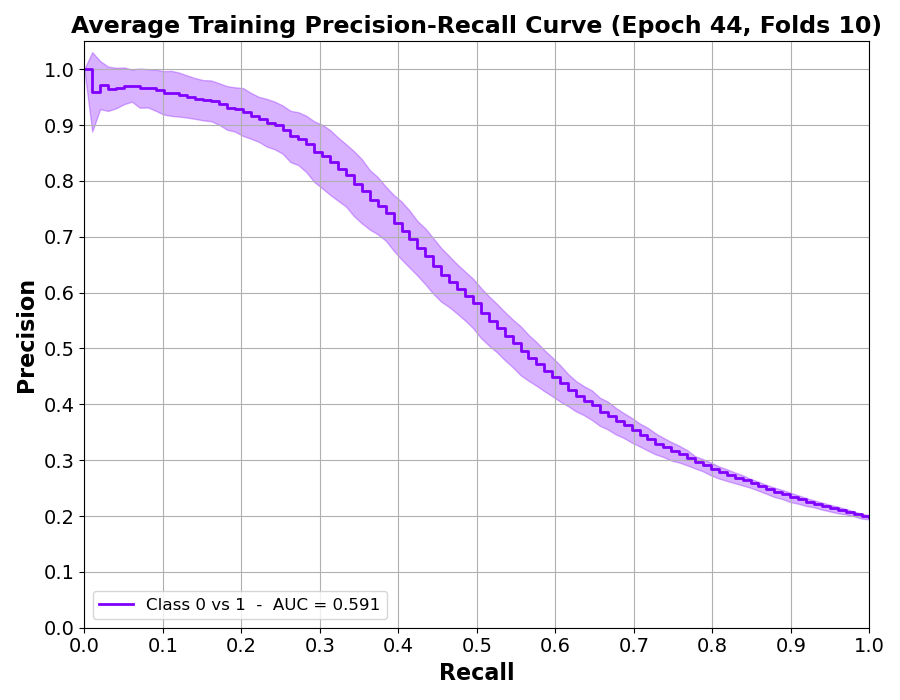 Average Training Precision-Recall Curve (Epoch 44, Folds 10)
Precision
1.0
0.9
0.8
0.7
0.6
0.5
0.4
0.3
0.2
0.1
0.0
Class 0 vs 1 - AUC = 0.591
0.0 0.1 0.2 0.3 0.4 0.5 0.6 0.7 0.8 0.9 1.0
Recall